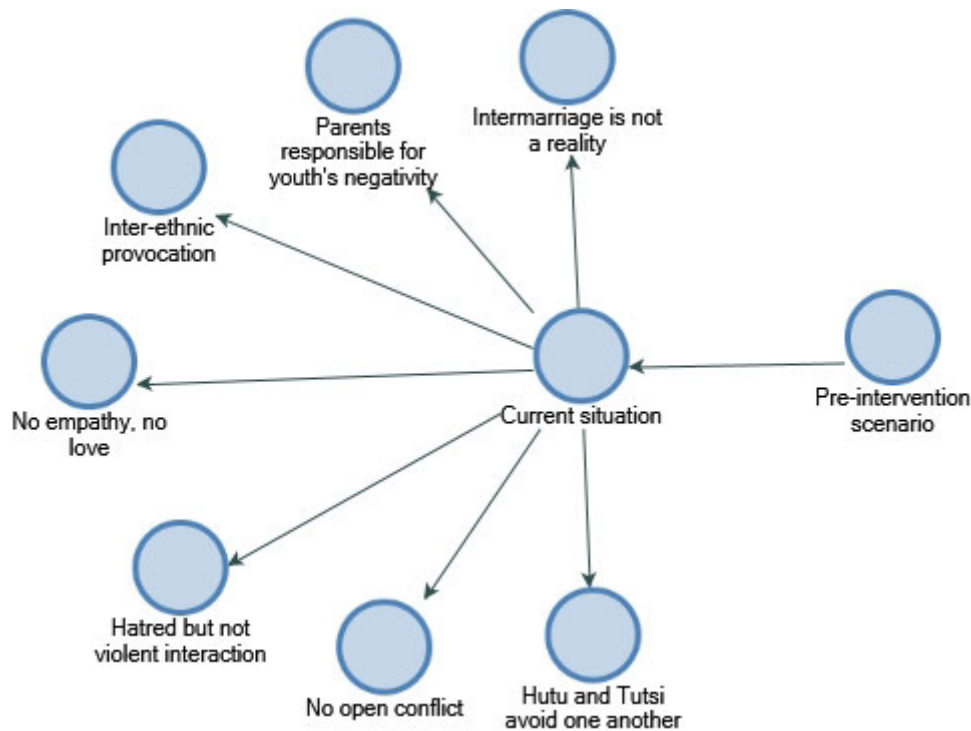 Intermarriage is not
a reality
Parents
responsible for
youth's negativity
Inter-ethnic
provocation
Pre-intervention
scenario
Current situation
No empathy, no
love
Hatred but not
violent interaction
No open conflict
Hutu and Tutsi
avoid one another